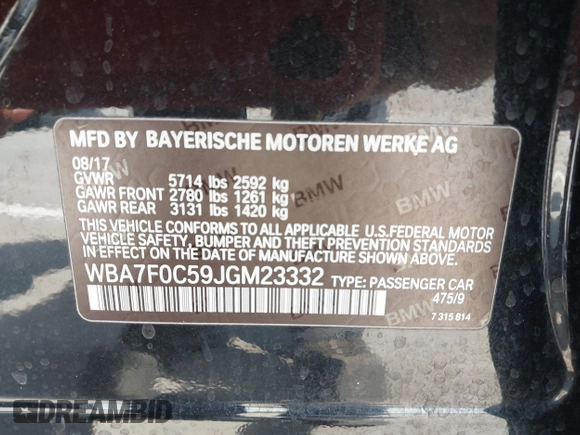 MFD BY BAYERISCHE MOTOREN WERKE AG
08/17
GVWR 5714 lbs 2592 kg
GAWR FRONT 2780 lbs 1261 kg
GAWR REAR 3131 lbs 1420 kg
THIS VEHICLE CONFORMS TO ALL APPLICABLE U.S.FEDERAL MOTOR
VEHICLE SAFETY, BUMPER AND THEFT PREVENTION STANDARDS
IN EFFECT ON THE DATE OF MANUFACTURE SHOWN ABOVE.
WBA7F0C59JGM23332 TYPE: PASSENGER CAR
475/9
7 315 814
BMW
BMW
BMW
DREAMBID